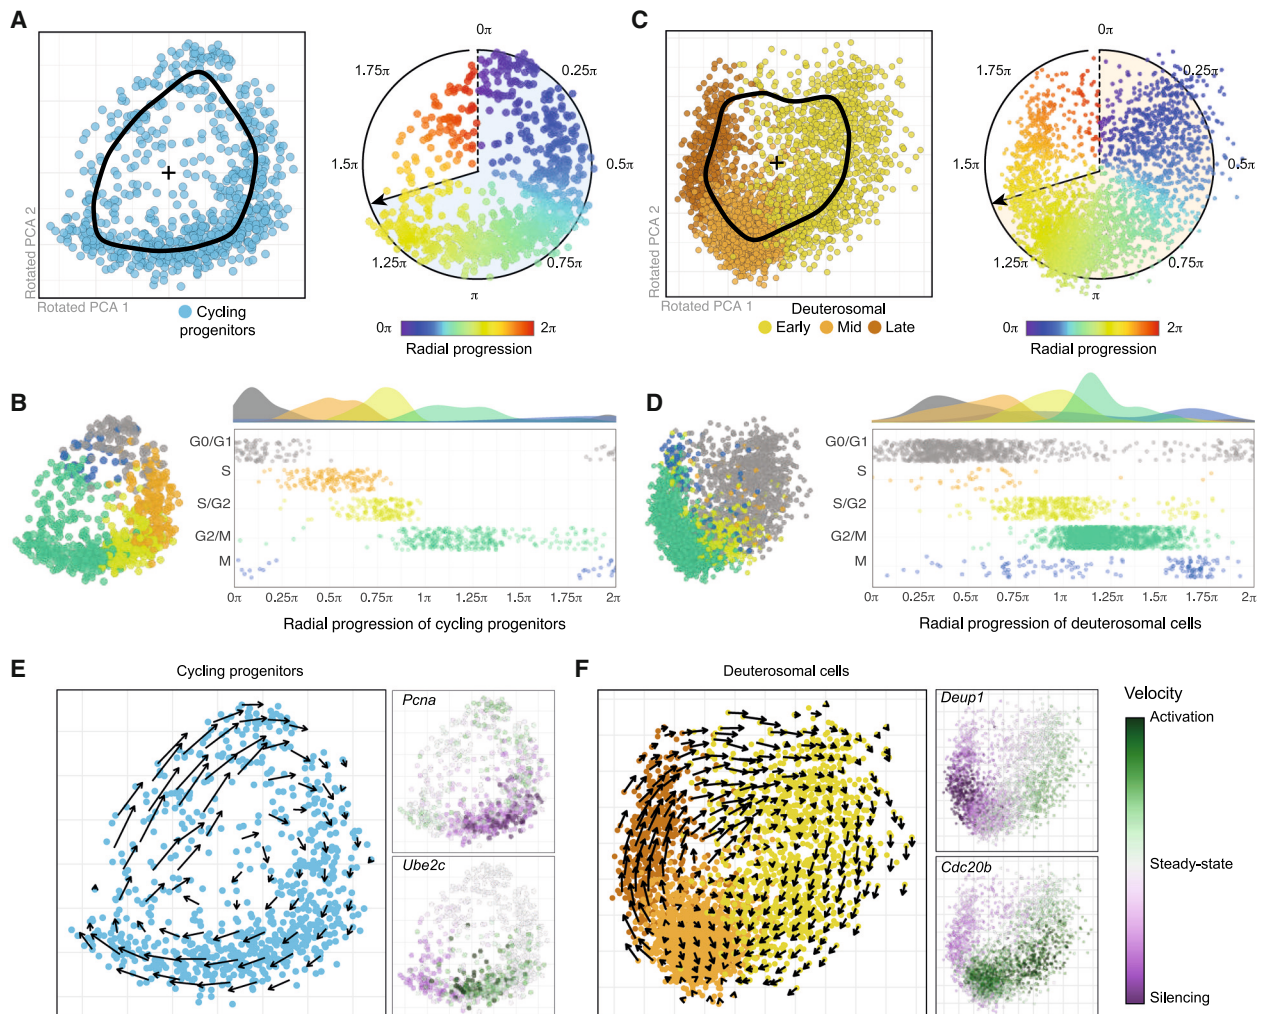 A
0π
0.25π
0.5π
0.75π
π
1.25π
1.5π
1.75π
Rotated PCA 2
Rotated PCA 1
Cycling
progenitors
0π
2π
Radial progression
C
0π
0.25π
0.5π
0.75π
π
1.25π
1.5π
1.75π
Rotated PCA 2
Rotated PCA 1
Deuterosomal
Early Mid Late
0π
2π
Radial progression
B
G0/G1
S
S/G2
G2/M
M
0π 0.25π 0.5π 0.75π 1π 1.25π 1.5π 1.75π 2π
Radial progression of cycling progenitors
D
G0/G1
S
S/G2
G2/M
M
0π 0.25π 0.5π 0.75π 1π 1.25π 1.5π 1.75π 2π
Radial progression of deuterosomal cells
E
Cycling progenitors
Pcna
Ube2c
F
Deuterosomal cells
Deup1
Cdc20b
Velocity
Activation
Steady-state
Silencing